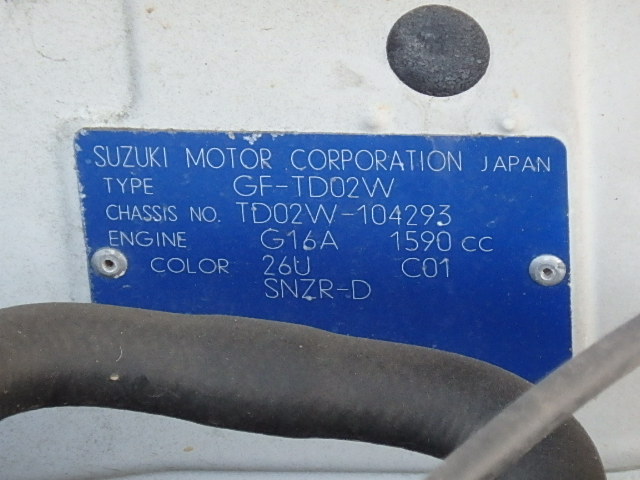 SUZUKI MOTOR CORPORATION JAPAN
TYPE GF-TD02W
CHASSIS NO. TD02W-104293
ENGINE G16A 1590 cc
COLOR 26U C01
SNZR-D